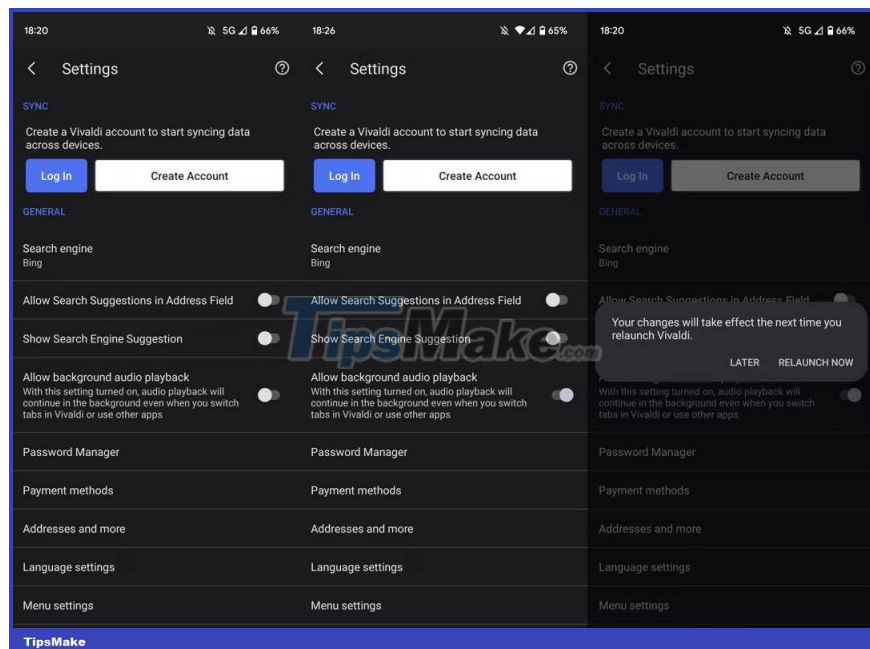 18:20
5G
66%
Settings
SYNC
Create a Vivaldi account to start syncing data
across devices.
Log In
Create Account
GENERAL
Search engine
Bing
Allow Search Suggestions in Address Field
Show Search Engine Suggestion
Allow background audio playback
With this setting turned on, audio playback will
continue in the background even when you switch
tabs in Vivaldi or use other apps
Password Manager
Payment methods
Addresses and more
Language settings
Menu settings
18:26
65%
Settings
SYNC
Create a Vivaldi account to start syncing data
across devices.
Log In
Create Account
GENERAL
Search engine
Bing
Allow Search Suggestions in Address Field
Show Search Engine Suggestion
Allow background audio playback
With this setting turned on, audio playback will
continue in the background even when you switch
tabs in Vivaldi or use other apps
Password Manager
Payment methods
Addresses and more
Language settings
Menu settings
18:20
5G
66%
Settings
SYNC
Create a Vivaldi account to start syncing data
across devices.
Log In
Create Account
GENERAL
Search engine
Bing
Allow Search Suggestions in Address Field
Your changes will take effect the next time you
relaunch Vivaldi.
LATER
RELAUNCH NOW
With this setting turned on, audio playback will
continue in the background even when you switch
tabs in Vivaldi or use other apps
Password Manager
Payment methods
Addresses and more
Language settings
Menu settings
TipsMake.com
TipsMake